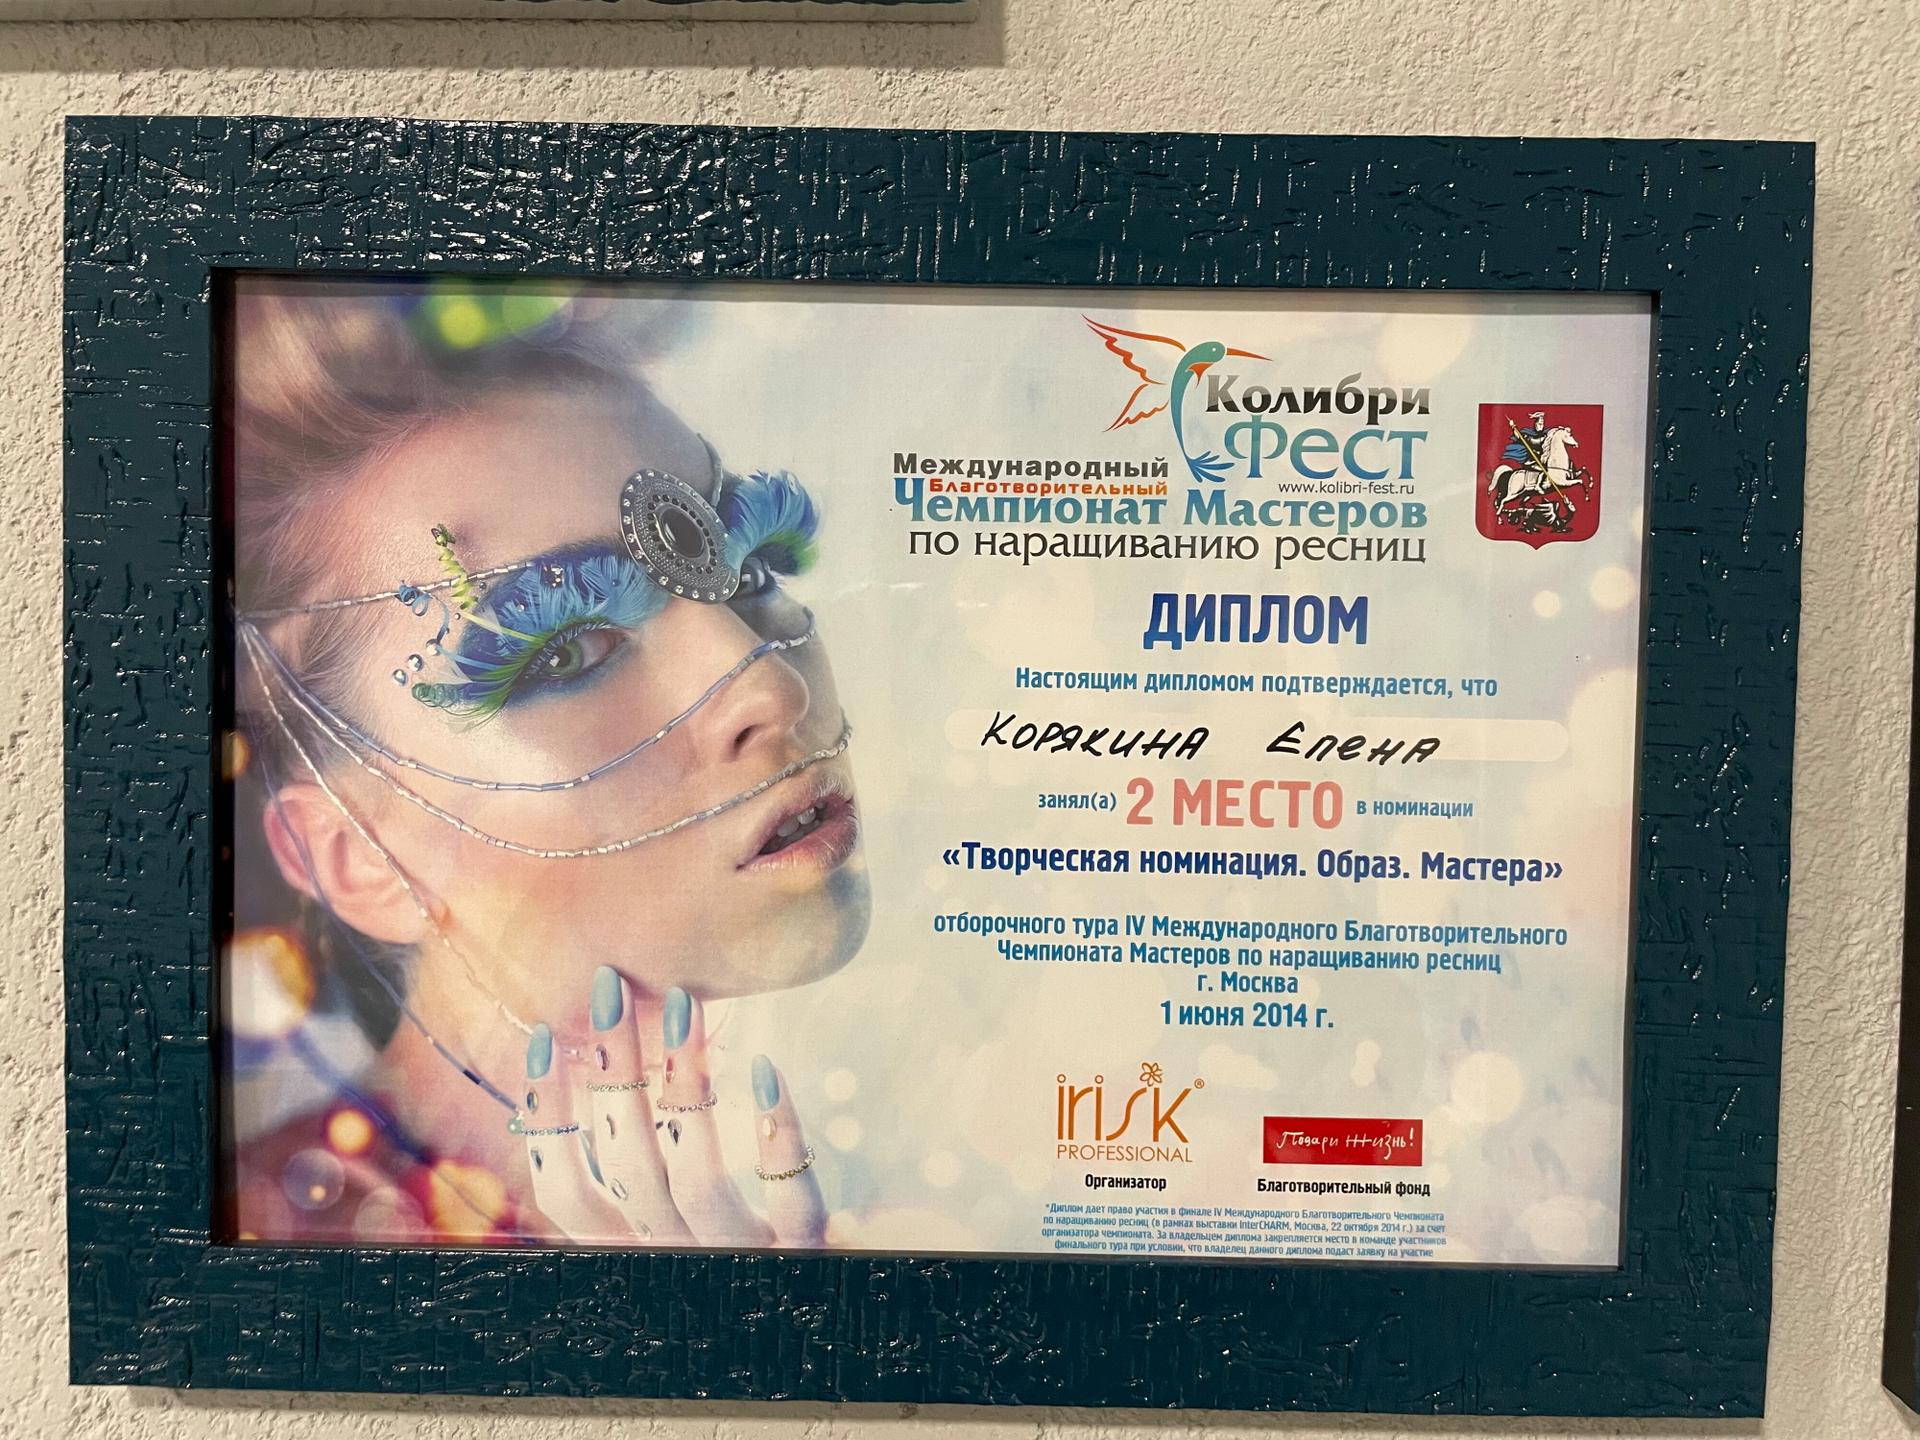 Колибри
Фест
www.kolibri-fest.ru
Международный
Благотворительный
Чемпионат Мастеров
по наращиванию ресниц
ДИПЛОМ
Настоящим дипломом подтверждается, что
Корякина Елена
занял(а) 2 МЕСТО в номинации
«Творческая номинация. Образ. Мастера»
отборочного тура IV Международного Благотворительного
Чемпионата Мастеров по наращиванию ресниц
г. Москва
1 июня 2014 г.
irisk®
PROFESSIONAL
Организатор
Подари жизнь!
Благотворительный фонд
*Диплом дает право участия в финале IV Международного Благотворительного Чемпионата
по наращиванию ресниц (в рамках выставки InterCHARM, Москва, 22 октября 2014 г.) за счет
организатора чемпионата. За владельцем диплома закрепляется место в команде участников
финального тура при условии, что владелец данного диплома подаст заявку на участие